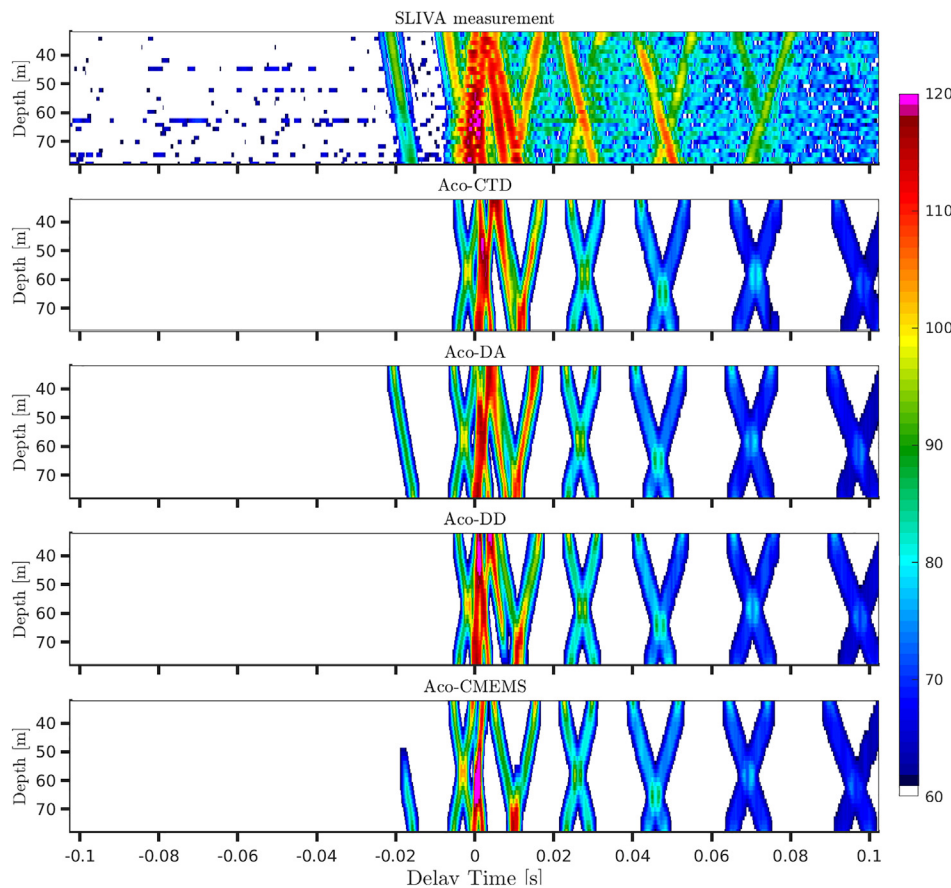 SLIVA measurement
Depth [m]
40
50
60
70
Aco-CTD
Depth [m]
40
50
60
70
Aco-DA
Depth [m]
40
50
60
70
Aco-DD
Depth [m]
40
50
60
70
Aco-CMEMS
Depth [m]
40
50
60
70
-0.1 -0.08 -0.06 -0.04 -0.02 0 0.02 0.04 0.06 0.08 0.1
Delay Time [s]
120
110
100
90
80
70
60